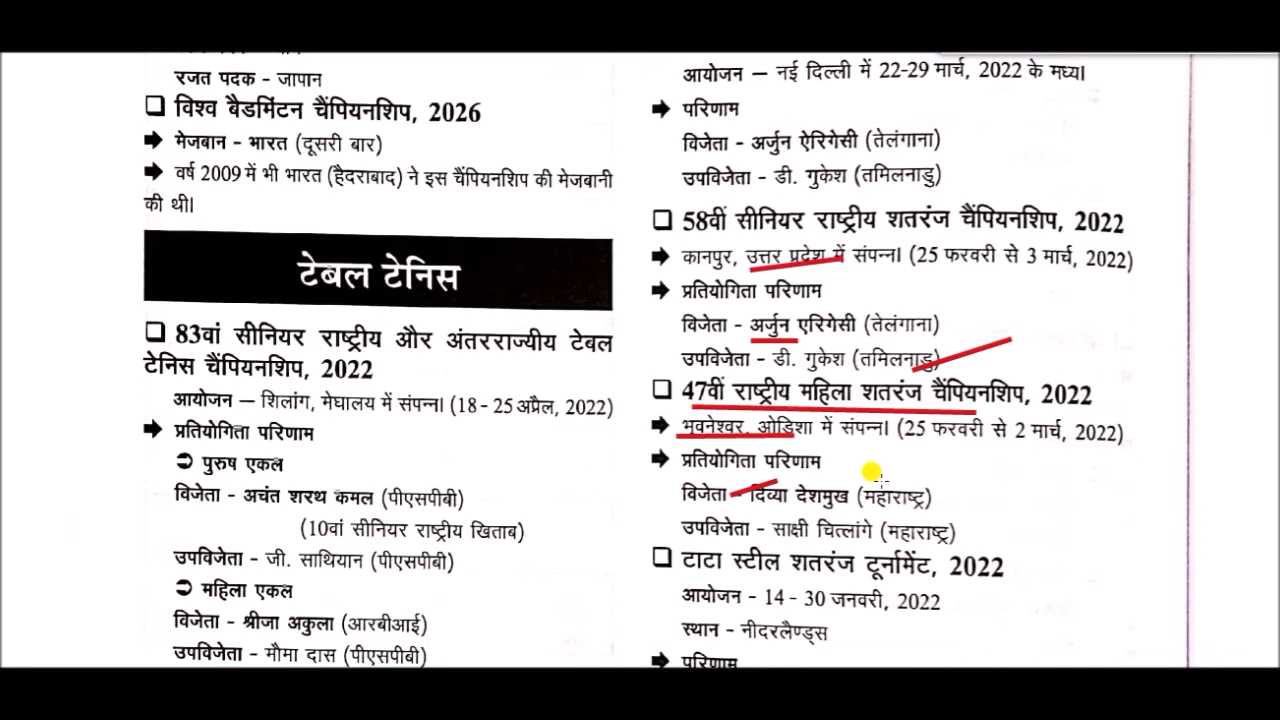 रजत पदक - जापान
❑ विश्व बैडमिंटन चैंपियनशिप, 2026
➔ मेजबान - भारत (दूसरी बार)
➔ वर्ष 2009 में भी भारत (हैदराबाद) ने इस चैंपियनशिप की मेजबानी
की थी।
टेबल टेनिस
❑ 83वां सीनियर राष्ट्रीय और अंतरराज्यीय टेबल
टेनिस चैंपियनशिप, 2022
आयोजन – शिलांग, मेघालय में संपन्न। (18 - 25 अप्रैल, 2022)
➔ प्रतियोगिता परिणाम
➲ पुरुष एकल
विजेता - अचंत शरथ कमल (पीएसपीबी)
(10वां सीनियर राष्ट्रीय खिताब)
उपविजेता - जी. साथियान (पीएसपीबी)
➲ महिला एकल
विजेता - श्रीजा अकुला (आरबीआई)
उपविजेता - मौमा दास (पीएसपीबी)
आयोजन – नई दिल्ली में 22-29 मार्च, 2022 के मध्य।
➔ परिणाम
विजेता - अर्जुन ऐरिगेसी (तेलंगाना)
उपविजेता - डी. गुकेश (तमिलनाडु)
❑ 58वीं सीनियर राष्ट्रीय शतरंज चैंपियनशिप, 2022
➔ कानपुर, उत्तर प्रदेश में संपन्न। (25 फरवरी से 3 मार्च, 2022)
➔ प्रतियोगिता परिणाम
विजेता - अर्जुन एरिगेसी (तेलंगाना)
उपविजेता - डी. गुकेश (तमिलनाडु)
❑ 47वीं राष्ट्रीय महिला शतरंज चैंपियनशिप, 2022
➔ भुवनेश्वर, ओडिशा में संपन्न। (25 फरवरी से 2 मार्च, 2022)
➔ प्रतियोगिता परिणाम
विजेता - दिव्या देशमुख (महाराष्ट्र)
उपविजेता - साक्षी चित्लांगे (महाराष्ट्र)
❑ टाटा स्टील शतरंज टूर्नामेंट, 2022
आयोजन - 14 - 30 जनवरी, 2022
स्थान - नीदरलैण्ड्स
➔ परिणाम